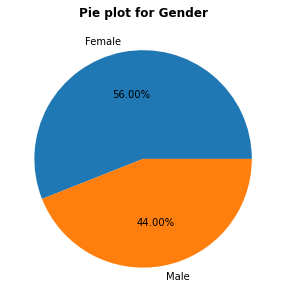 Pie plot for Gender
Female
56.00%
44.00%
Male